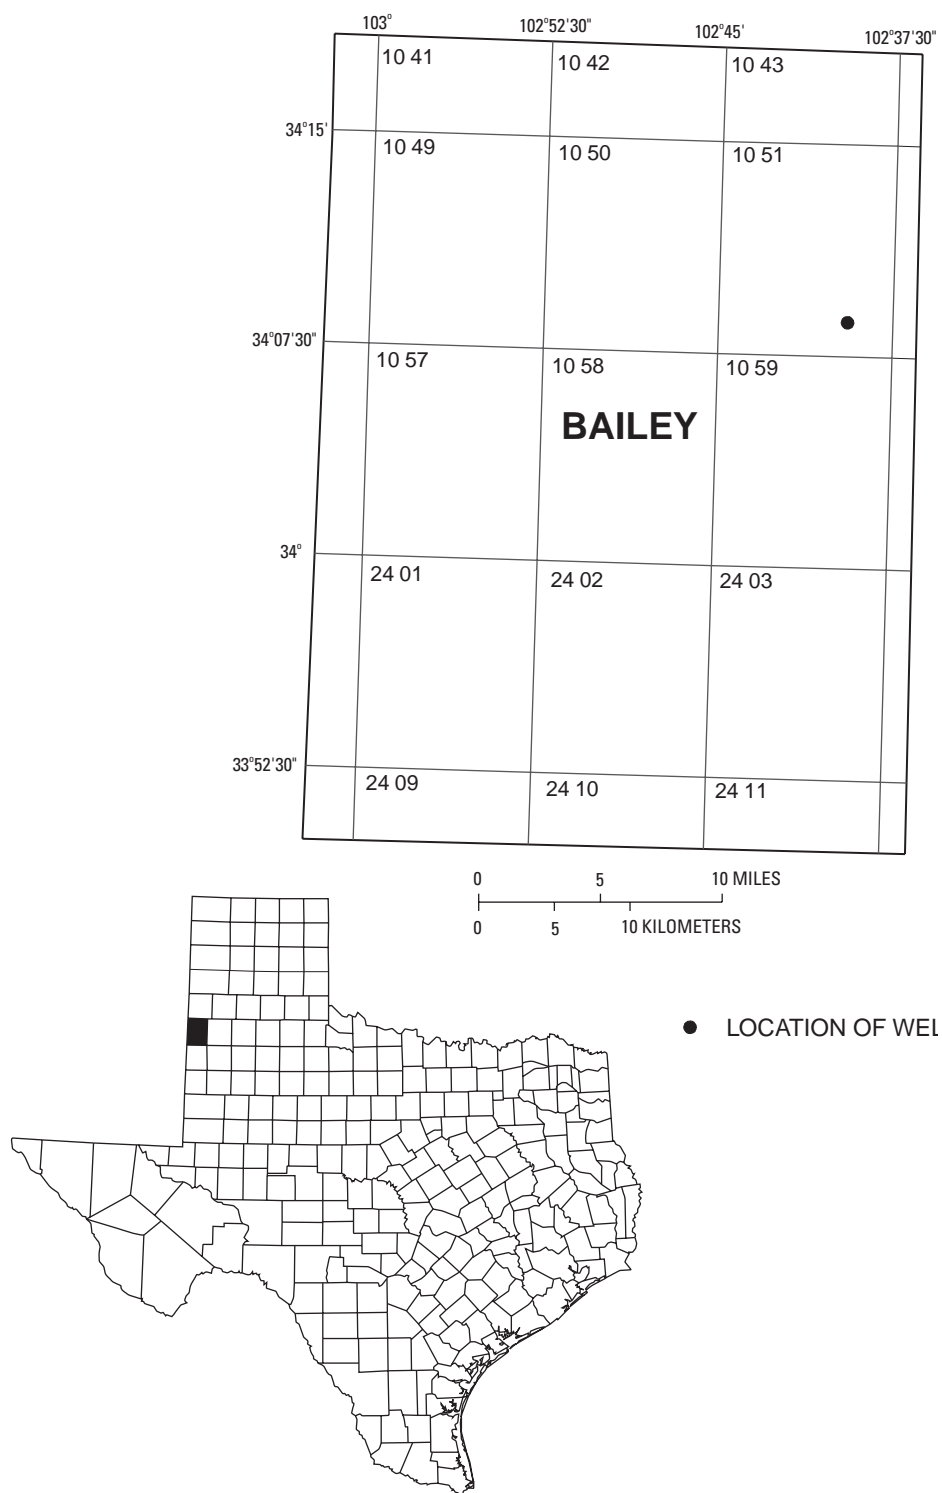 103° 102°52'30" 102°45' 102°37'30"
10 41 10 42 10 43
34°15'
10 49 10 50 10 51
34°07'30"
10 57 10 58 10 59
BAILEY
34°
24 01 24 02 24 03
33°52'30"
24 09 24 10 24 11
0 5 10 MILES
0 5 10 KILOMETERS
LOCATION OF WEL